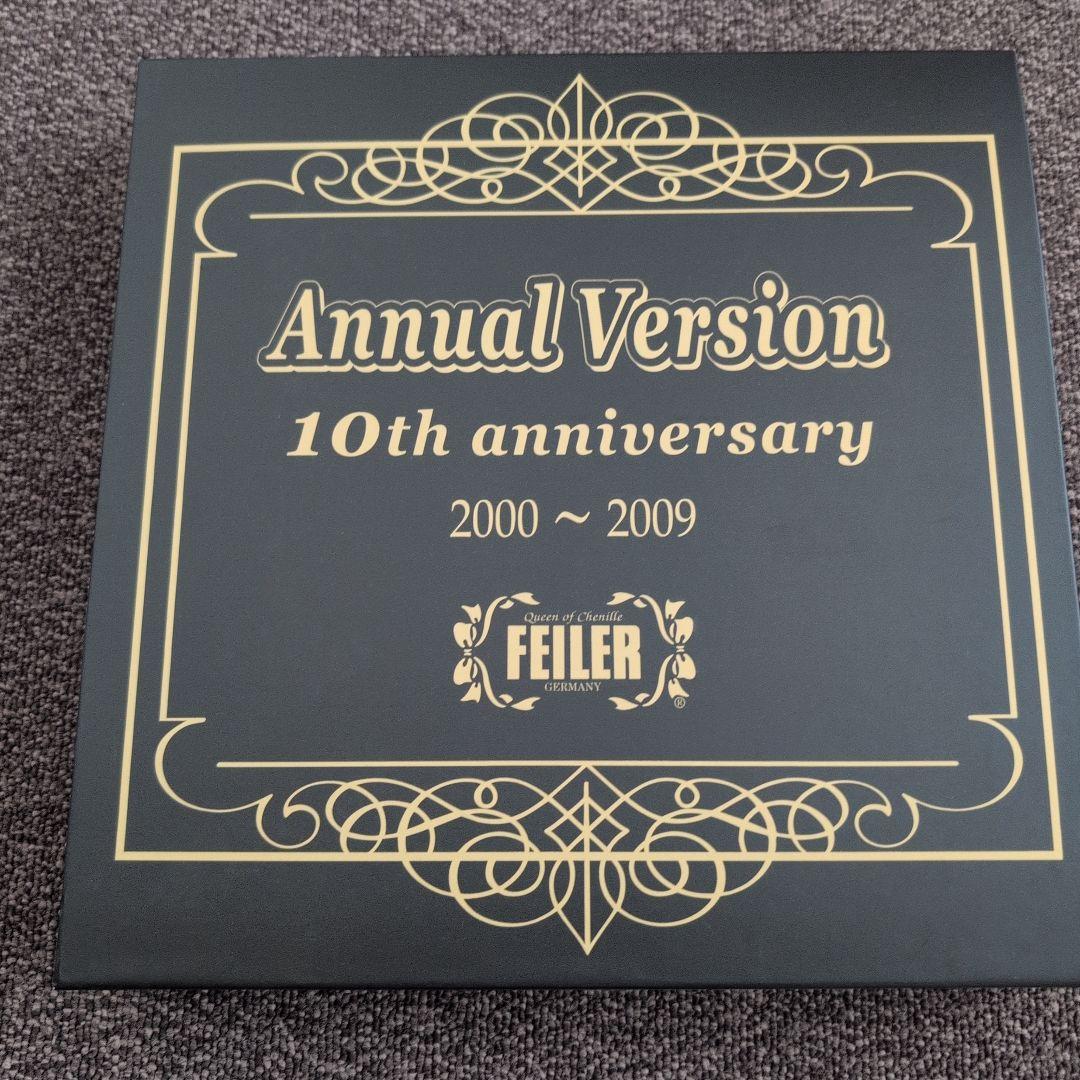 Annual Version
10th anniversary
2000 ~ 2009
Queen of Chenille
FEILER
GERMANY
®